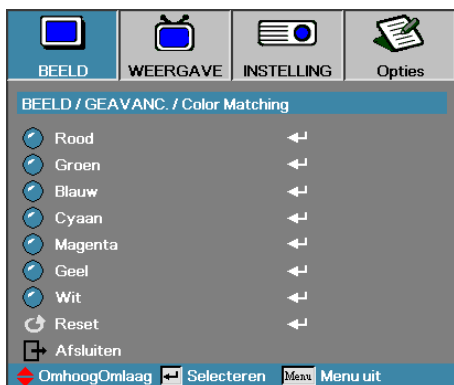 BEELD WEERGAVE INSTELLING Opties
BEELD / GEAVANC. / Color Matching
Rood
Groen
Blauw
Cyaan
Magenta
Geel
Wit
Reset
Afsluiten
OmhoogOmlaag Selecteren Menu Menu uit